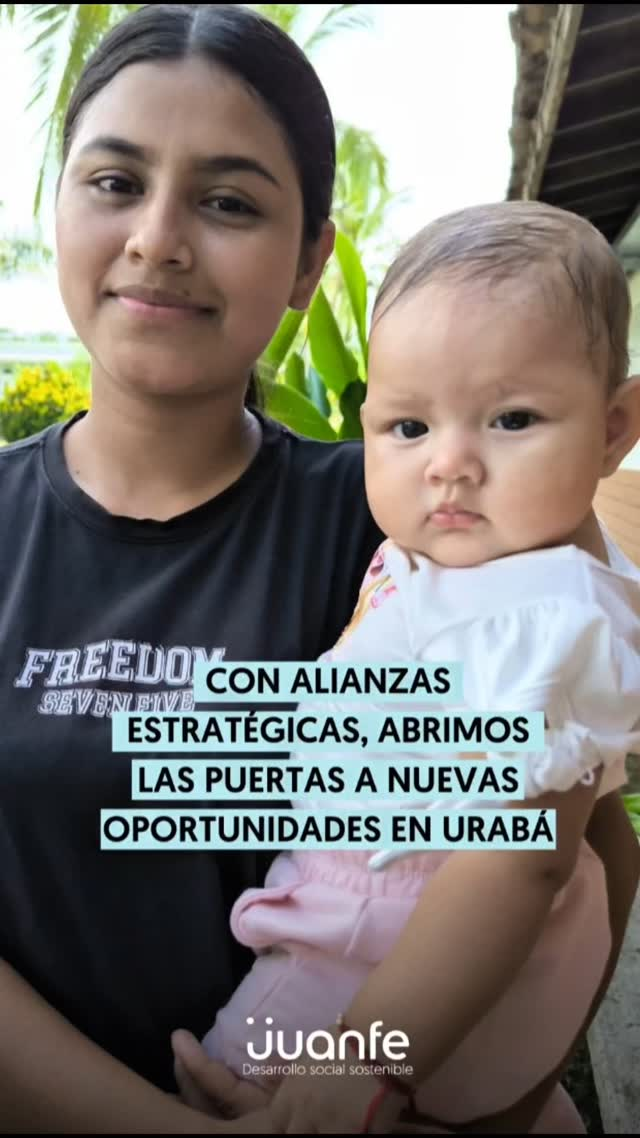 FREEDOM
SEVEN FIVE
CON ALIANZAS
ESTRATÉGICAS, ABRIMOS
LAS PUERTAS A NUEVAS
OPORTUNIDADES EN URABÁ
juanfe
Desarrollo social sostenible